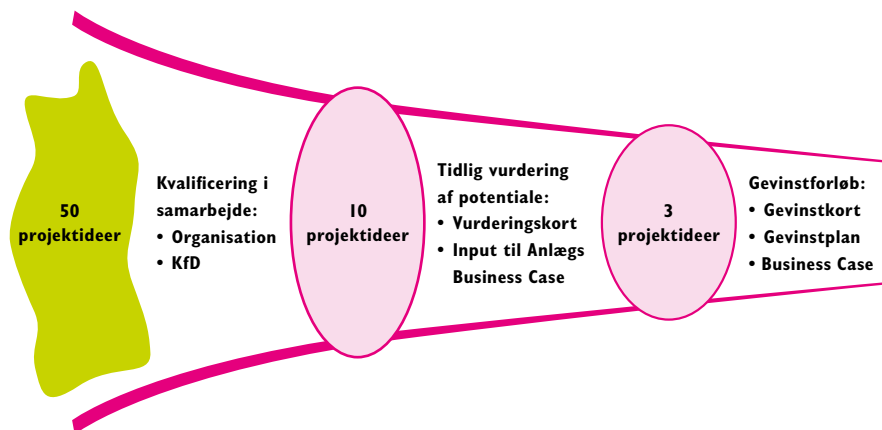 50
projektideer
Kvalificering i
samarbejde:
• Organisation
• KfD
10
projektideer
Tidlig vurdering
af potentiale:
• Vurderingskort
• Input til Anlægs
Business Case
3
projektideer
Gevinstforløb:
• Gevinstkort
• Gevinstplan
• Business Case